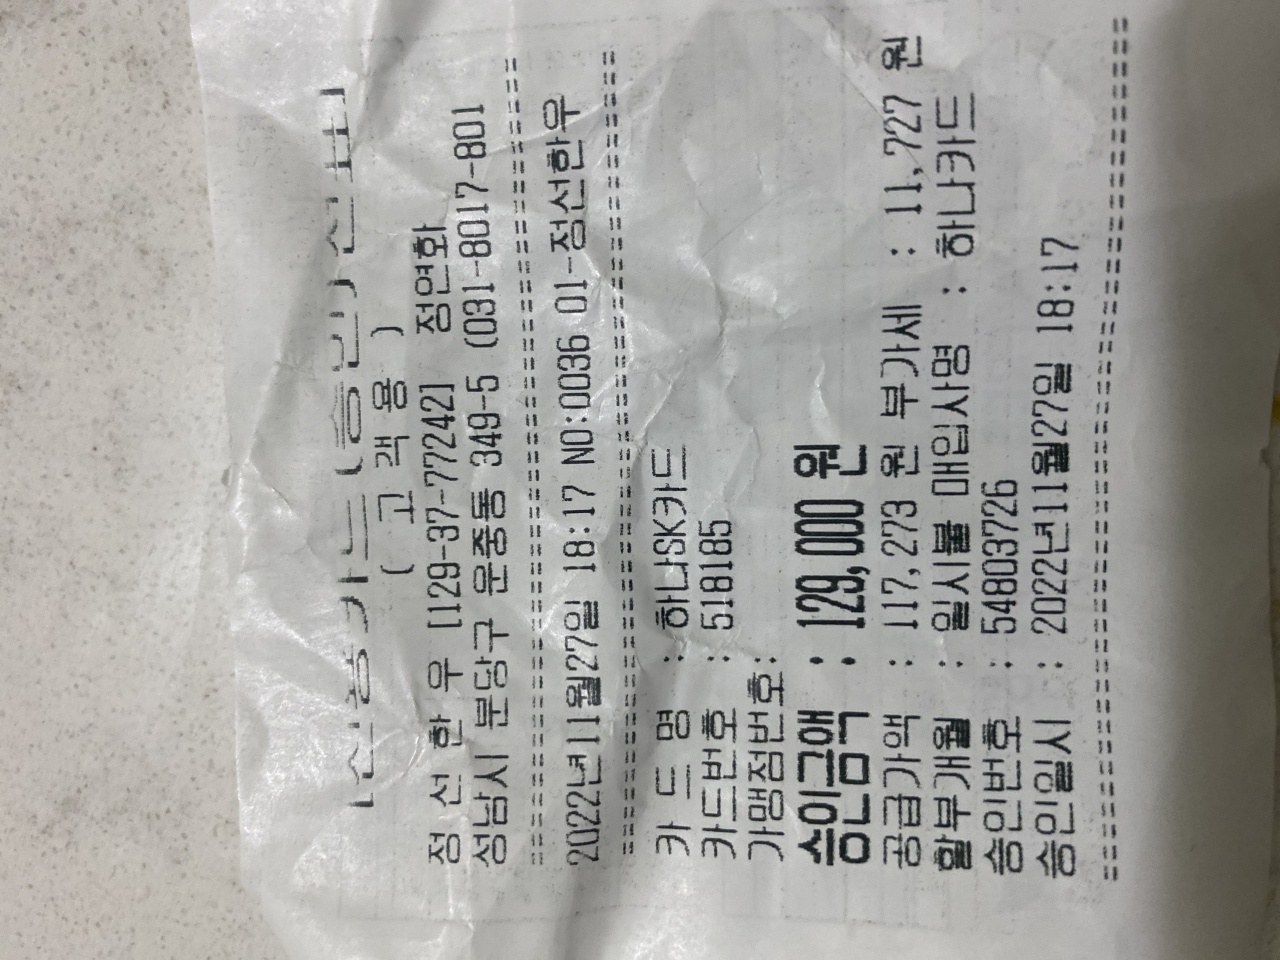 [신용카드(승인)전표]
( 고 객 용 )
정 선 한 우 [129-37-77242] 정연화
성남시 분당구 운중동 349-5 (031-8017-801
================================
2022년11월27일 18:17 NO:0036 01-정선한우
================================
카 드 명 : 하나SK카드
카드번호 : 518185
가맹점번호:
승인금액 : 129,000 원
공급가액 : 117,273 원 부가세 : 11,727 원
할부개월 : 일시불 매입사명 : 하나카드
승인번호 : 54803726
승인일시 : 2022년11월27일 18:17
================================